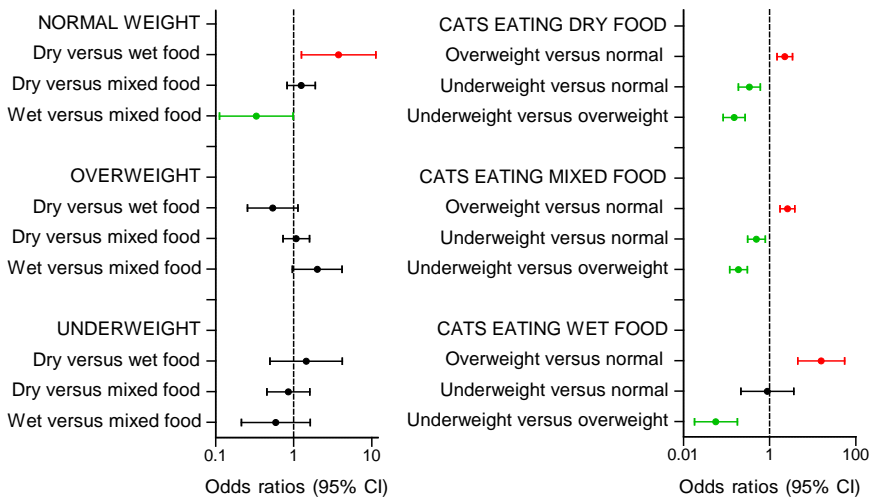 NORMAL WEIGHT
Dry versus wet food
Dry versus mixed food
Wet versus mixed food
OVERWEIGHT
Dry versus wet food
Dry versus mixed food
Wet versus mixed food
UNDERWEIGHT
Dry versus wet food
Dry versus mixed food
Wet versus mixed food
0.1 1 10
Odds ratios (95% CI)
CATS EATING DRY FOOD
Overweight versus normal
Underweight versus normal
Underweight versus overweight
CATS EATING MIXED FOOD
Overweight versus normal
Underweight versus normal
Underweight versus overweight
CATS EATING WET FOOD
Overweight versus normal
Underweight versus normal
Underweight versus overweight
0.01 1 100
Odds ratios (95% CI)